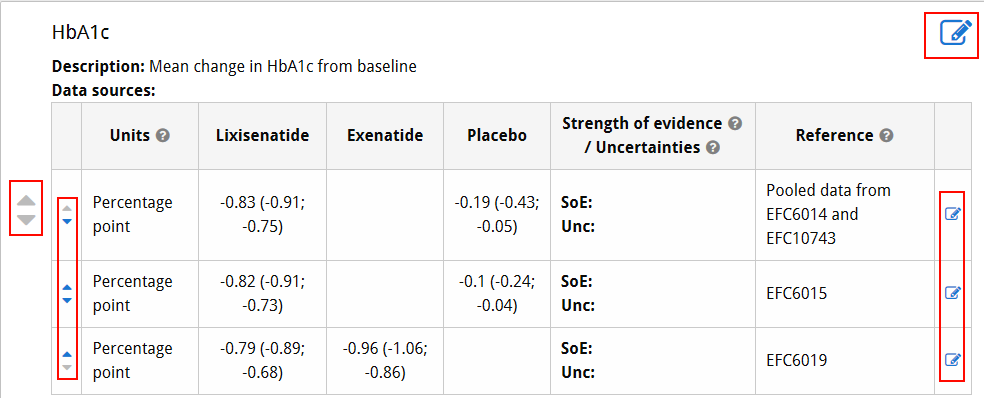 HbA1c
Description: Mean change in HbA1c from baseline
Data sources:
Units Lixisenatide Exenatide Placebo Strength of evidence / Uncertainties Reference
Percentage point -0.83 (-0.91; -0.75) -0.19 (-0.43; -0.05) SoE: Unc: Pooled data from EFC6014 and EFC10743
Percentage point -0.82 (-0.91; -0.73) -0.1 (-0.24; -0.04) SoE: Unc: EFC6015
Percentage point -0.79 (-0.89; -0.68) -0.96 (-1.06; -0.86) SoE: Unc: EFC6019